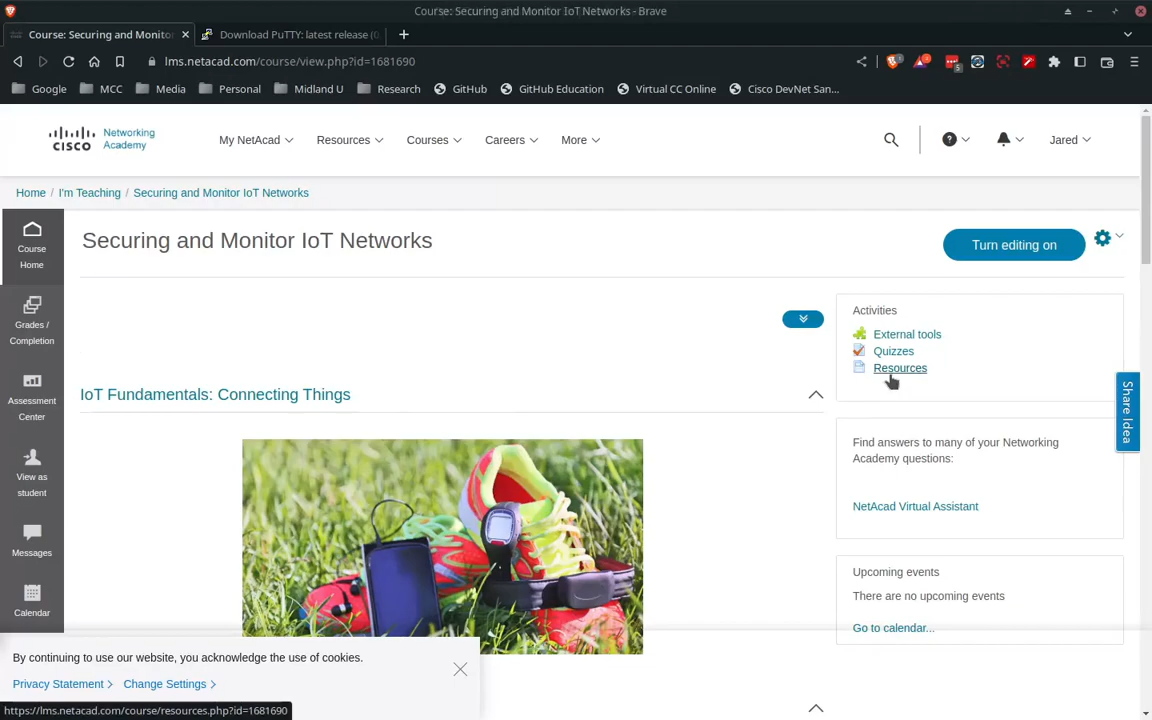 Course: Securing and Monitor IoT Networks - Brave
Course: Securing and Monito
Download PuTTY: latest release (0.
lms.netacad.com/course/view.php?id=1681690
1
5
Google
MCC
Media
Personal
Midland U
Research
GitHub
GitHub Education
Virtual CC Online
Cisco DevNet San...
cisco
Networking
Academy
My NetAcad
Resources
Courses
Careers
More
Jared
Home / I'm Teaching / Securing and Monitor IoT Networks
Course
Home
Grades /
Completion
Assessment
Center
View as
student
Messages
Calendar
Securing and Monitor IoT Networks
Turn editing on
IoT Fundamentals: Connecting Things
Activities
External tools
Quizzes
Resources
Share Idea
Find answers to many of your Networking
Academy questions:
NetAcad Virtual Assistant
Upcoming events
There are no upcoming events
Go to calendar...
By continuing to use our website, you acknowledge the use of cookies.
Privacy Statement
Change Settings
https://lms.netacad.com/course/resources.php?id=1681690